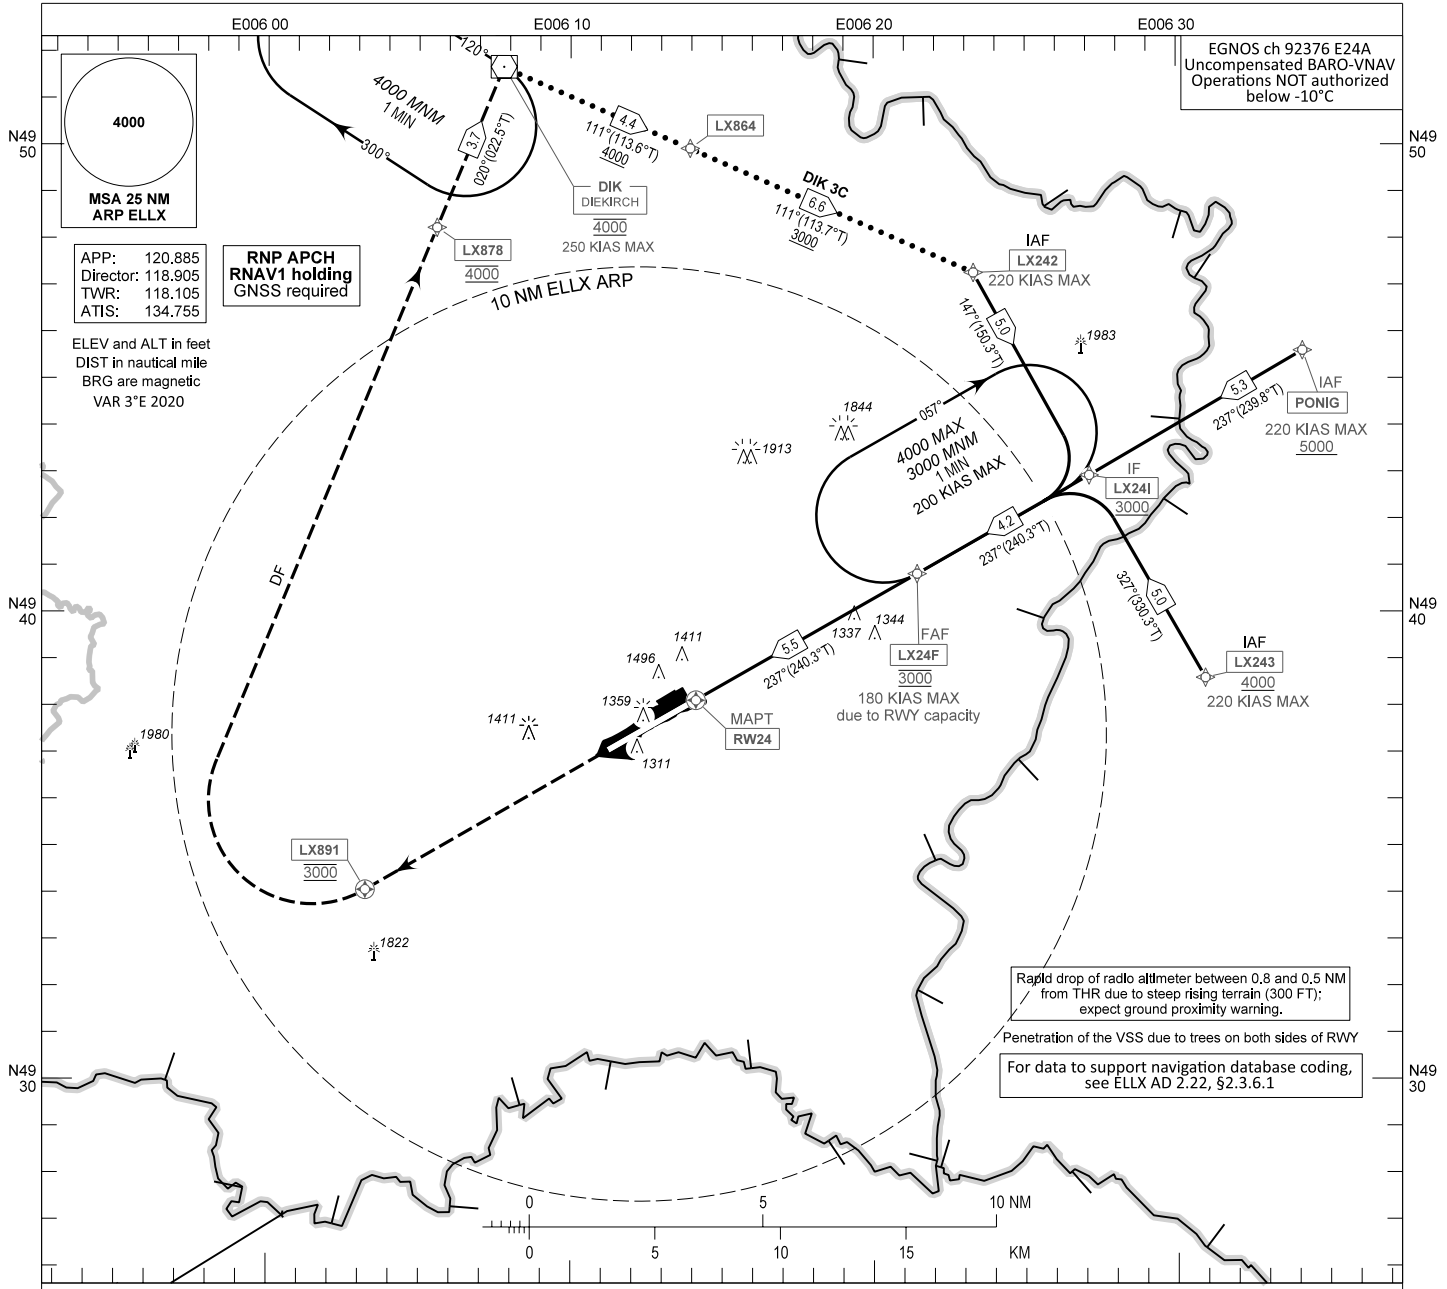 E006 00
E006 10
E006 20
E006 30
EGNOS ch 92376 E24A
Uncompensated BARO-VNAV
Operations NOT authorized
below -10°C
4000
MSA 25 NM
ARP ELLX
120°
4000 MNM
1 MIN
300°
3.7
020°(022.5°T)
4.4
111°(113.6°T)
4000
LX864
N49
50
N49
50
DIK
DIEKIRCH
4000
250 KIAS MAX
DIK 3C
6.6
111°(113.7°T)
3000
LX878
4000
APP: 120.885
Director: 118.905
TWR: 118.105
ATIS: 134.755
RNP APCH
RNAV1 holding
GNSS required
ELEV and ALT in feet
DIST in nautical mile
BRG are magnetic
VAR 3°E 2020
10 NM ELLX ARP
IAF
LX242
220 KIAS MAX
147°(150.3°T)
5.0
1983
5.3
237°(239.8°T)
IAF
PONIG
220 KIAS MAX
5000
1844
1913
057°
4000 MAX
3000 MNM
1 MIN
200 KIAS MAX
IF
LX24I
3000
4.2
237°(240.3°T)
DF
327°(330.3°T)
5.0
N49
40
N49
40
1337
1344
FAF
LX24F
3000
180 KIAS MAX
due to RWY capacity
IAF
LX243
4000
220 KIAS MAX
5.5
237°(240.3°T)
1411
1496
1359
1411
1311
MAPT
RW24
1980
LX891
3000
1822
Rapid drop of radio altimeter between 0.8 and 0.5 NM
from THR due to steep rising terrain (300 FT);
expect ground proximity warning.
Penetration of the VSS due to trees on both sides of RWY
For data to support navigation database coding,
see ELLX AD 2.22, §2.3.6.1
N49
30
N49
30
0 5 10 NM
0 5 10 15 KM